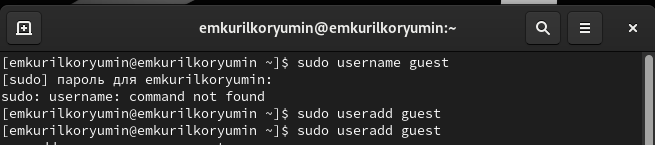 emkurilkoryumin@emkurilkoryumin:~
[emkurilkoryumin@emkurilkoryumin ~]$ sudo username guest
[sudo] пароль для emkurilkoryumin:
sudo: username: command not found
[emkurilkoryumin@emkurilkoryumin ~]$ sudo useradd guest
[emkurilkoryumin@emkurilkoryumin ~]$ sudo useradd guest